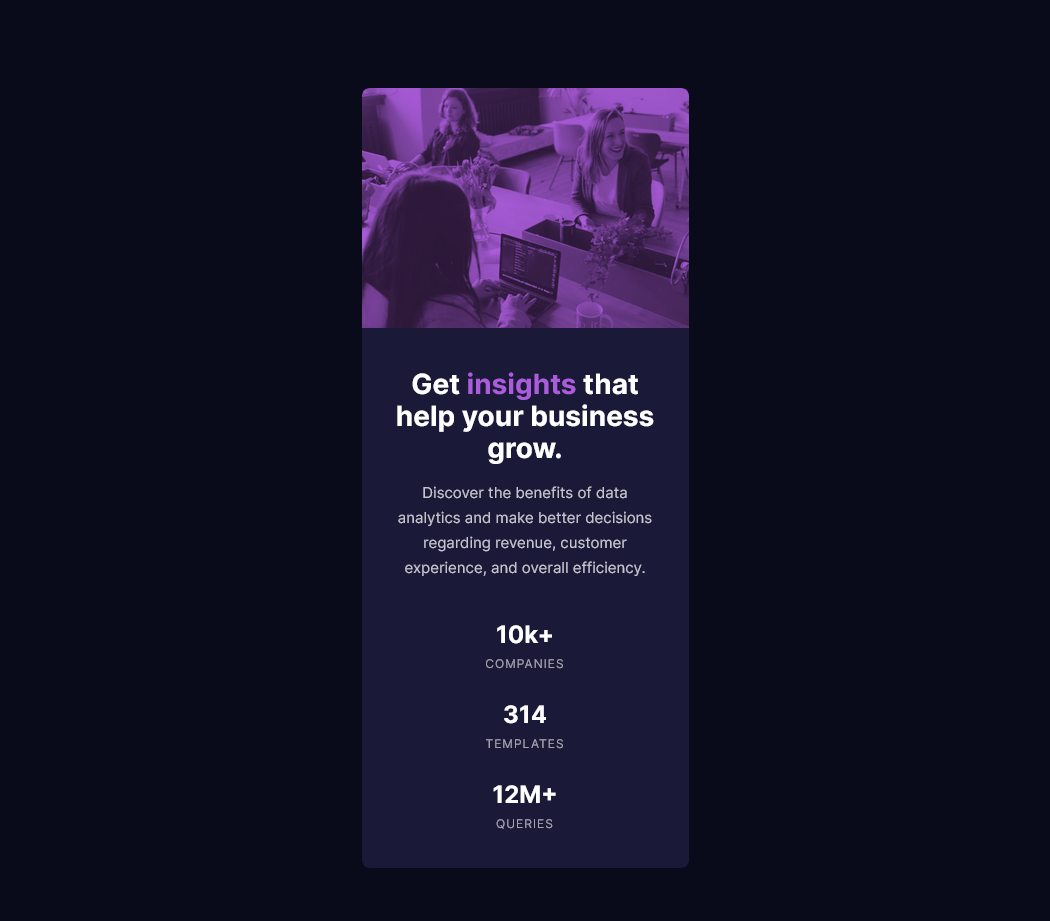 Get insights that
help your business
grow.
Discover the benefits of data
analytics and make better decisions
regarding revenue, customer
experience, and overall efficiency.
10k+
COMPANIES
314
TEMPLATES
12M+
QUERIES